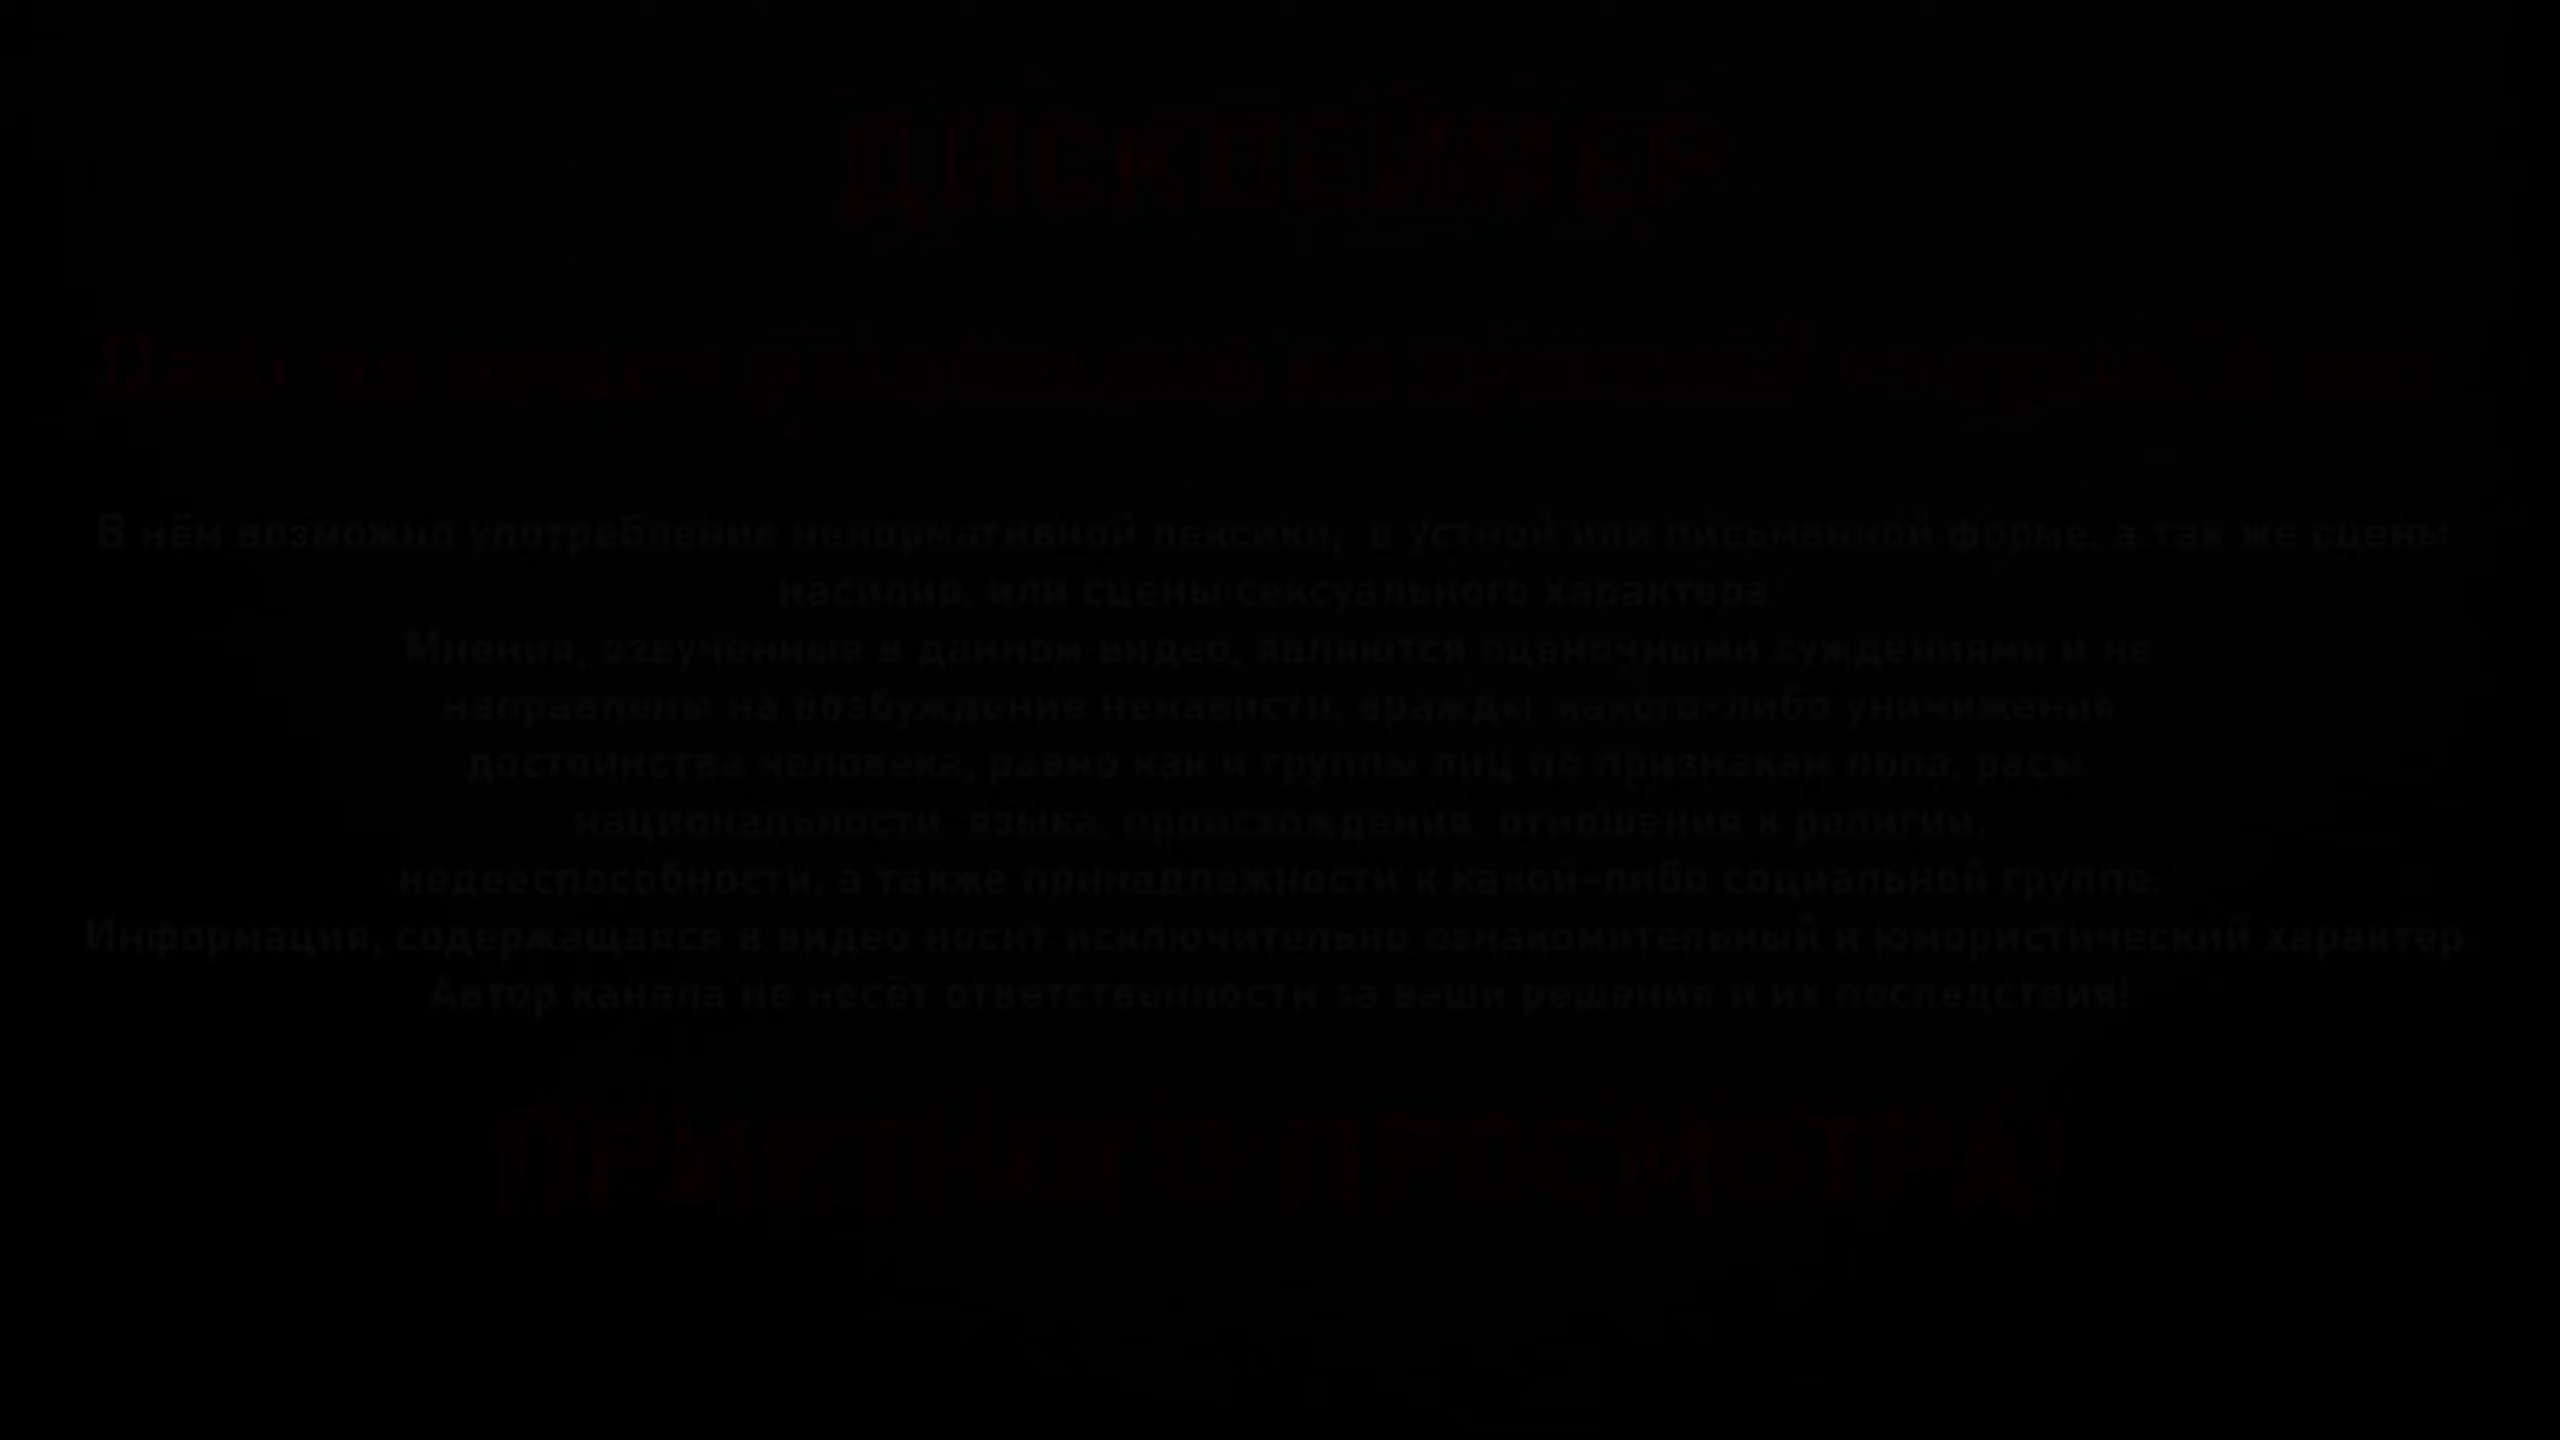 ДИСКЛЕЙМЕР
В нём возможно употребление ненормативной лексики, в устной или письменной форме, а так же сцены
насилия, или сцены сексуального характера.
Мнения, озвученные в данном видео, являются оценочными суждениями и не
направлены на возбуждение ненависти, вражды, какого-либо уничижения
достоинства человека, равно как и группы лиц по признакам пола, расы,
национальности, языка, происхождения, отношения к религии,
недееспособности, а также принадлежности к какой-либо социальной группе.
Информация, содержащаяся в видео носит исключительно ознакомительный и юмористический характер.
Автор канала не несёт ответственности за ваши решения и их последствия!
ПРИЯТНОГО ПРОСМОТРА!